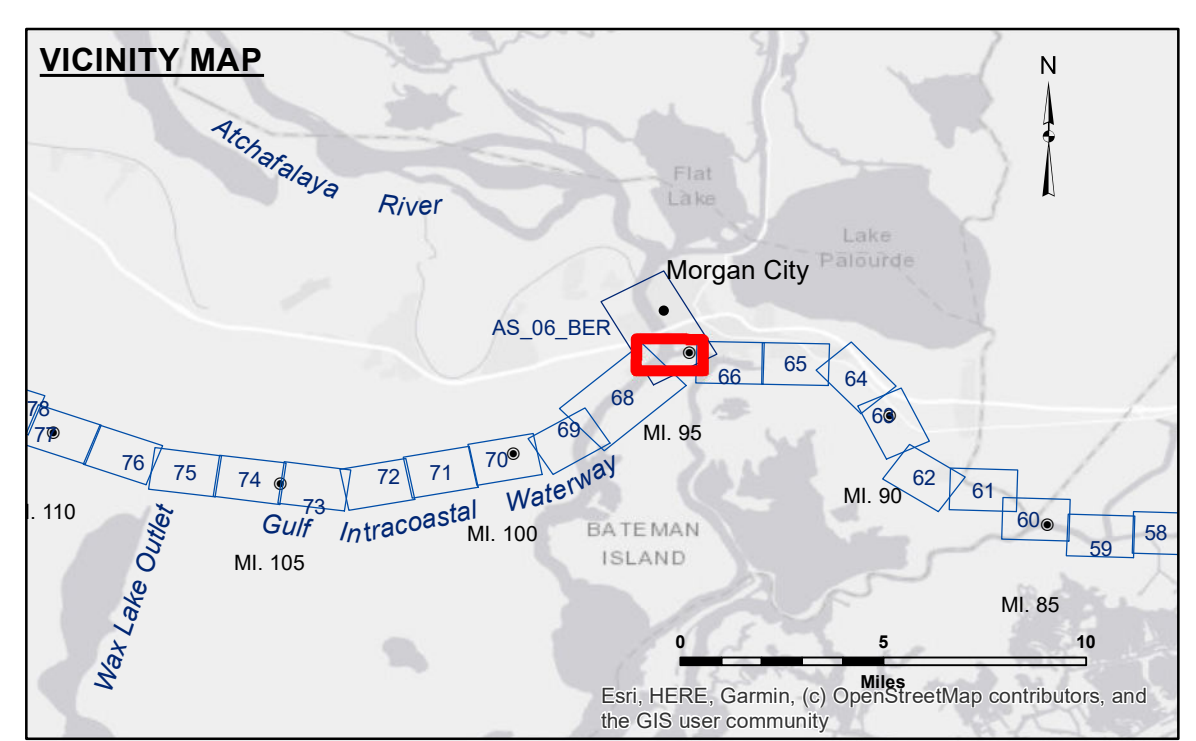 VICINITY MAP
N
Atchafalaya
River
Flat
Lake
Lake
Palourde
Morgan City
AS_06_BER
66
65
64
63
68
MI. 95
69
78
77
76
75
74
73
72
71
70
62
61
60
59
58
MI. 90
Gulf Intracoastal Waterway
MI. 100
MI. 105
I. 110
BATEMAN
ISLAND
Wax Lake Outlet
MI. 85
0 5 10
Miles
Esri, HERE, Garmin, (c) OpenStreetMap contributors, and
the GIS user community